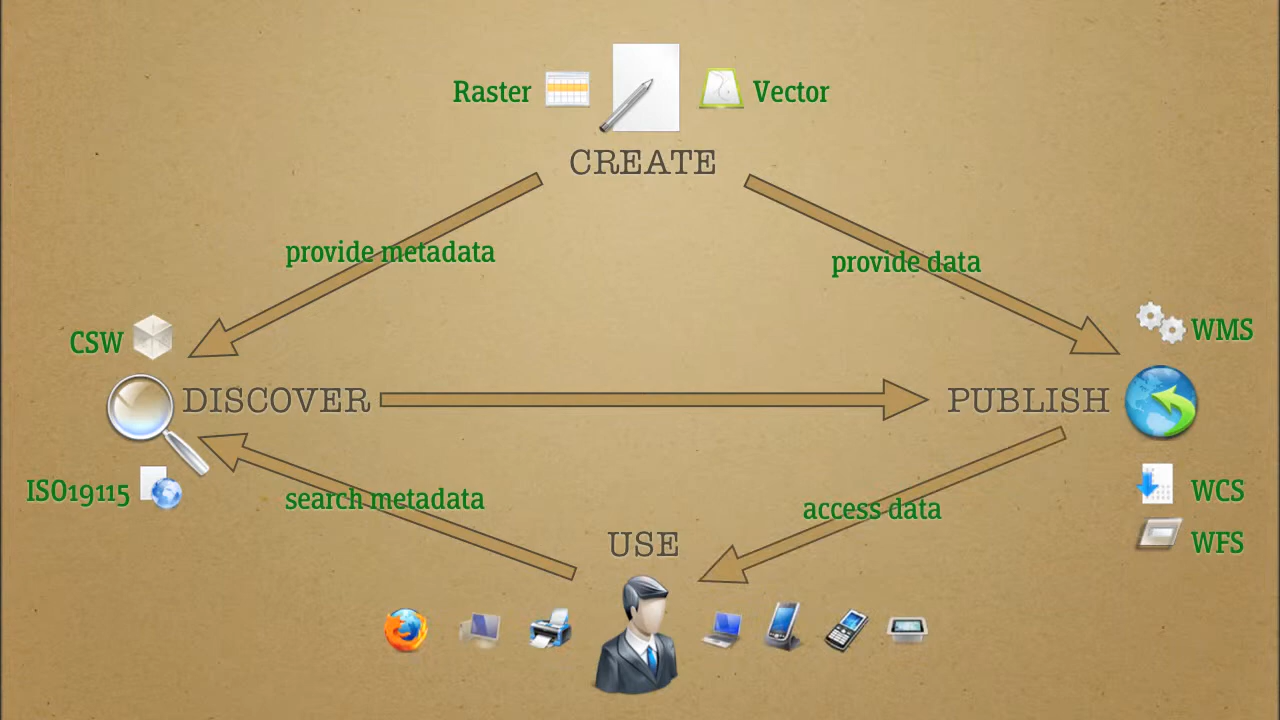 Raster
Vector
CREATE
provide metadata
provide data
CSW
WMS
DISCOVER
PUBLISH
ISO19115
search metadata
access data
WCS
WFS
USE